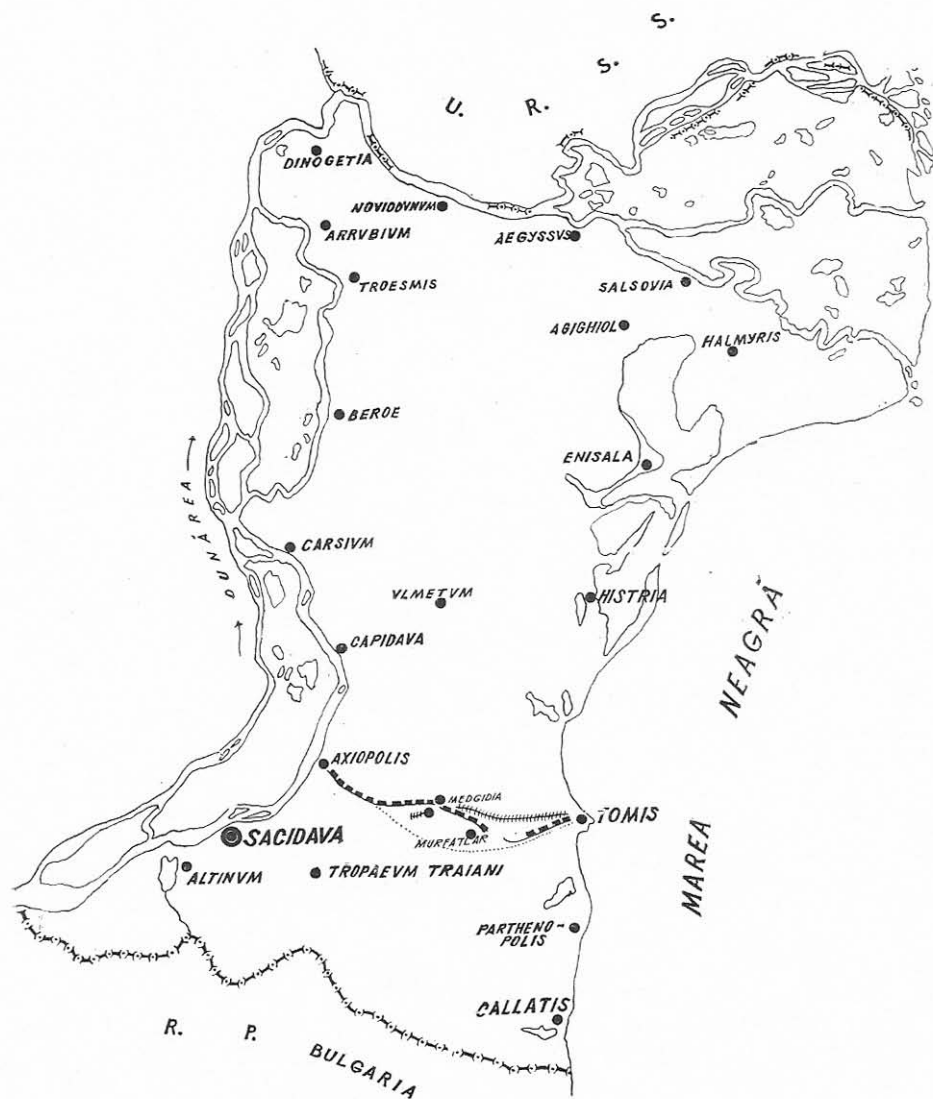 U. R. S. S.
DINOGETIA
NOVIODVNVM
ARRVBIVM
AEGYSSVS
TROESMIS
SALSOVIA
AGIGHIOL
HALMYRIS
BEROE
ENISALA
DUNĂREA
CARSIVM
VLMETVM
HISTRIA
CAPIDAVA
MAREA NEAGRĂ
AXIOPOLIS
MEDGIDIA
TOMIS
MURFATLAR
SACIDAVA
ALTINVM
TROPAEVM TRAIANI
PARTHENO-
POLIS
CALLATIS
R. P. BULGARIA